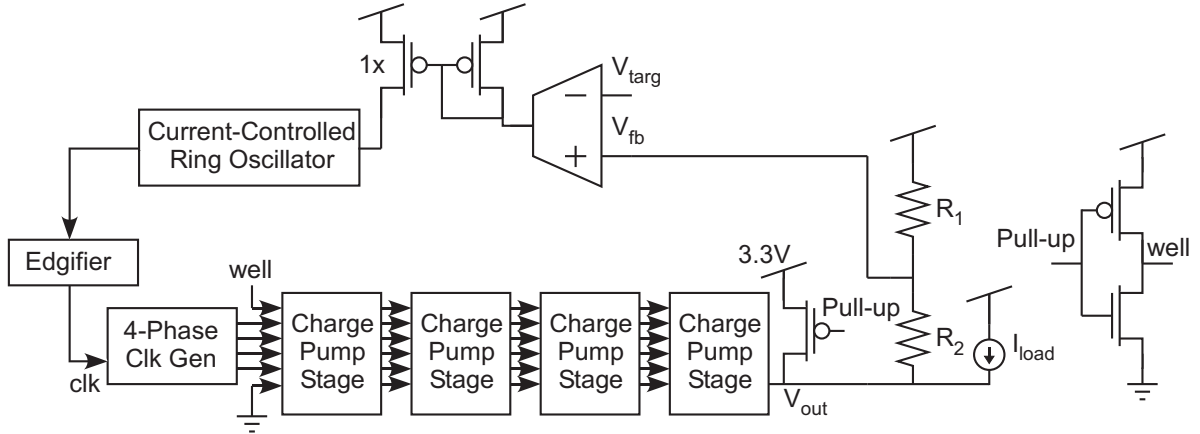 1x
V_targ
V_fb
Current-Controlled
Ring Oscillator
R_1
Pull-up
well
Edgifier
well
3.3V
Pull-up
4-Phase
Clk Gen
Charge
Pump
Stage
Charge
Pump
Stage
Charge
Pump
Stage
Charge
Pump
Stage
R_2
I_load
clk
V_out